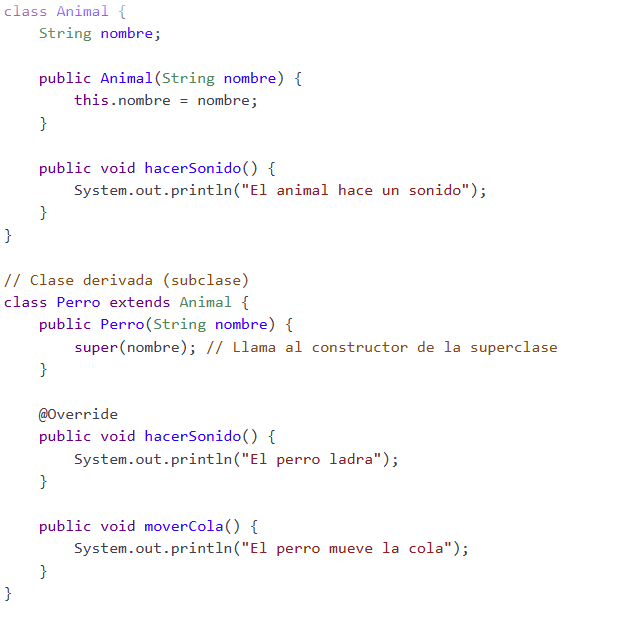 class Animal {
    String nombre;

    public Animal(String nombre) {
        this.nombre = nombre;
    }

    public void hacerSonido() {
        System.out.println("El animal hace un sonido");
    }
}

// Clase derivada (subclase)
class Perro extends Animal {
    public Perro(String nombre) {
        super(nombre); // Llama al constructor de la superclase
    }

    @Override
    public void hacerSonido() {
        System.out.println("El perro ladra");
    }

    public void moverCola() {
        System.out.println("El perro mueve la cola");
    }
}